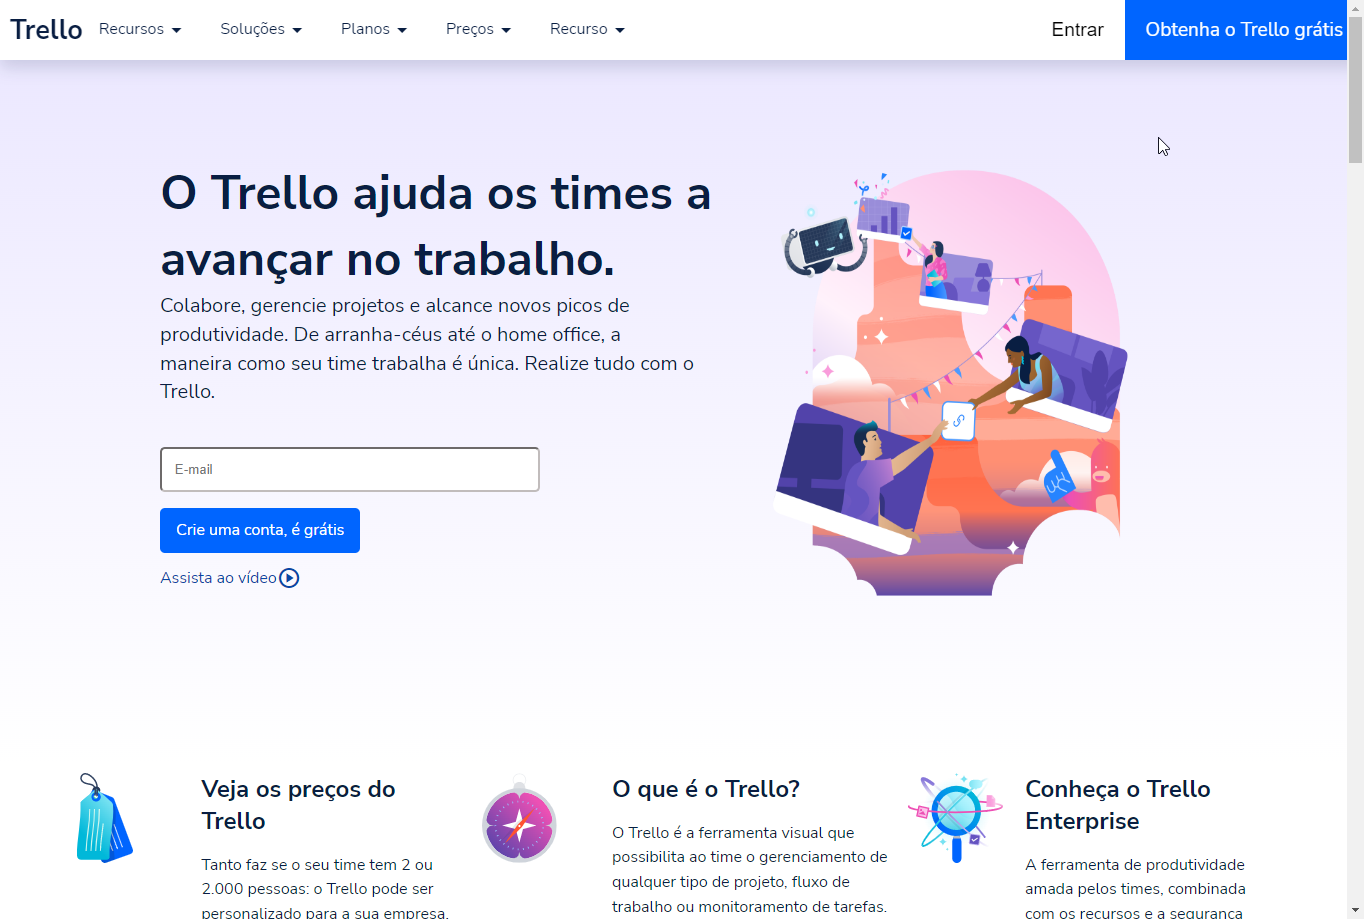 Trello
Recursos
Soluções
Planos
Preços
Recurso
Entrar
Obtenha o Trello grátis
O Trello ajuda os times a
avançar no trabalho.
Colabore, gerencie projetos e alcance novos picos de
produtividade. De arranha-céus até o home office, a
maneira como seu time trabalha é única. Realize tudo com o
Trello.
E-mail
Crie uma conta, é grátis
Assista ao vídeo
Veja os preços do
Trello
Tanto faz se o seu time tem 2 ou
2.000 pessoas: o Trello pode ser
personalizado para a sua empresa.
O que é o Trello?
O Trello é a ferramenta visual que
possibilita ao time o gerenciamento de
qualquer tipo de projeto, fluxo de
trabalho ou monitoramento de tarefas.
Conheça o Trello
Enterprise
A ferramenta de produtividade
amada pelos times, combinada
com os recursos e a segurança